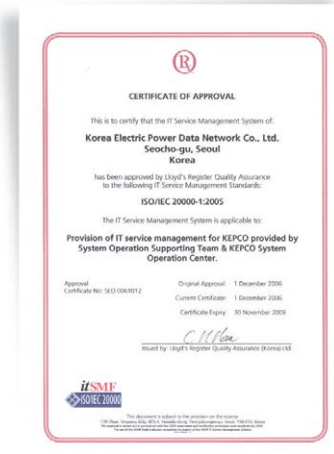 R
CERTIFICATE OF APPROVAL
This is to certify that the IT Service Management System of:
Korea Electric Power Data Network Co., Ltd.
Seocho-gu, Seoul
Korea
has been approved by Lloyd's Register Quality Assurance
to the following IT Service Management Standards:
ISO/IEC 20000-1:2005
The IT Service Management System is applicable to:
Provision of IT service management for KEPCO provided by
System Operation Supporting Team & KEPCO System
Operation Center.
Approval
Certificate No: SEO 0061012
Original Approval: 1 December 2006
Current Certificate: 1 December 2006
Certificate Expiry: 30 November 2009
Issued by: Lloyd's Register Quality Assurance (Korea) Ltd
itSMF
ISO/IEC 20000
This document is subject to the provision on the reverse